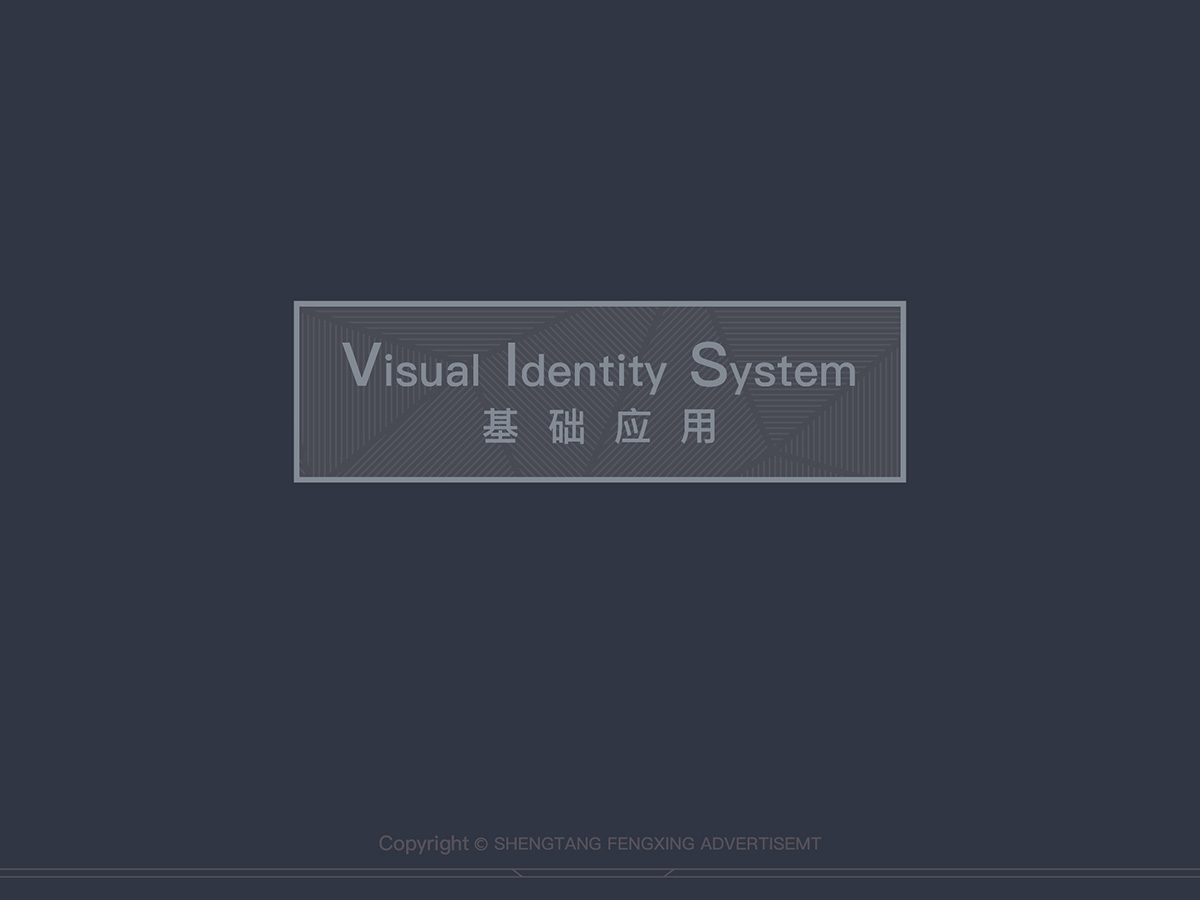 Visual Identity System
基础应用
Copyright © SHENGTANG FENGXING ADVERTISEMT